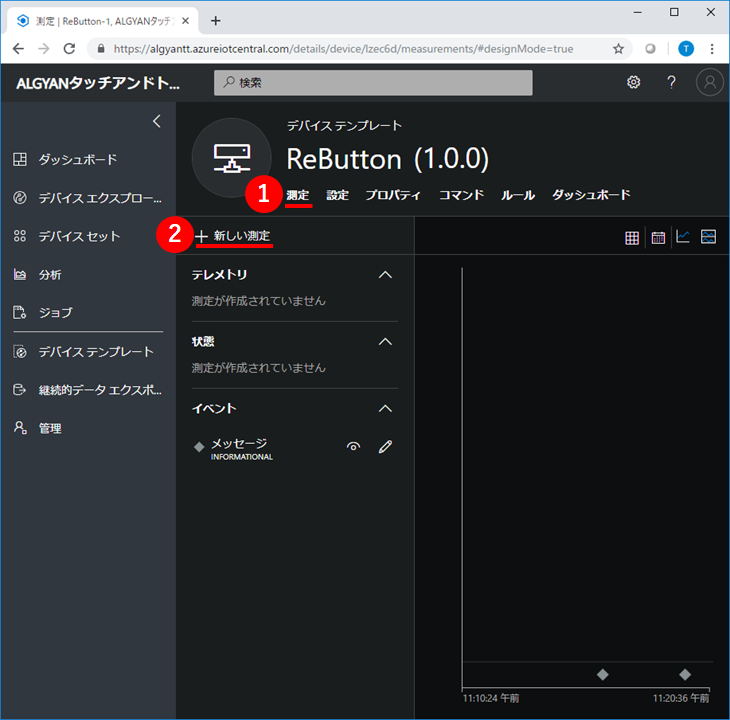 測定 | ReButton-1, ALGYANタッチ
https://algyantt.azureiotcentral.com/details/device/lzec6d/measurements/#designMode=true
T
ALGYANタッチアンドト...
検索
?
デバイス テンプレート
ReButton (1.0.0)
1
測定 設定 プロパティ コマンド ルール ダッシュボード
ダッシュボード
デバイス エクスプロー...
デバイス セット
分析
ジョブ
デバイス テンプレート
継続的データ エクスポ...
管理
2
+ 新しい測定
テレメトリ
測定が作成されていません
状態
測定が作成されていません
イベント
メッセージ
INFORMATIONAL
11:10:24 午前
11:20:36 午前